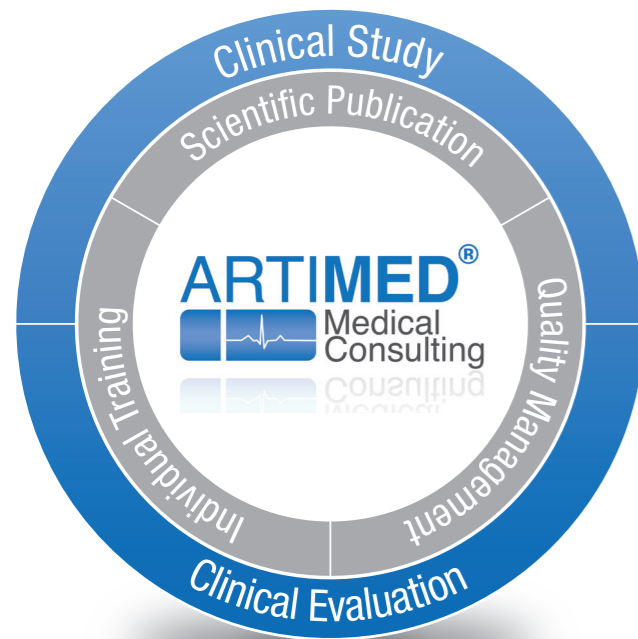 Clinical Study
Scientific Publication
ARTIMED®
Medical
Consulting
Individual Training
Quality Management
Clinical Evaluation